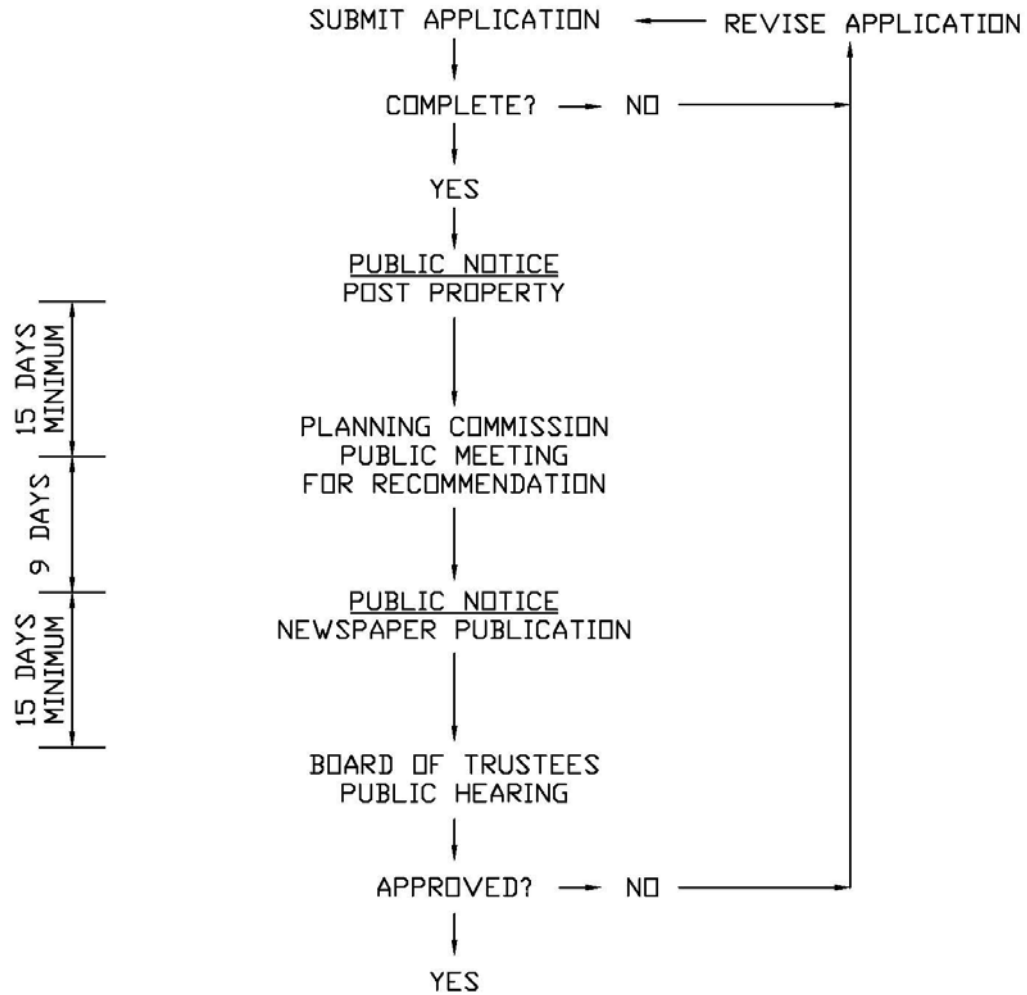 SUBMIT APPLICATION
REVISE APPLICATION
COMPLETE?
NO
YES
PUBLIC NOTICE
POST PROPERTY
15 DAYS
MINIMUM
PLANNING COMMISSION
PUBLIC MEETING
FOR RECOMMENDATION
9 DAYS
PUBLIC NOTICE
NEWSPAPER PUBLICATION
15 DAYS
MINIMUM
BOARD OF TRUSTEES
PUBLIC HEARING
APPROVED?
NO
YES